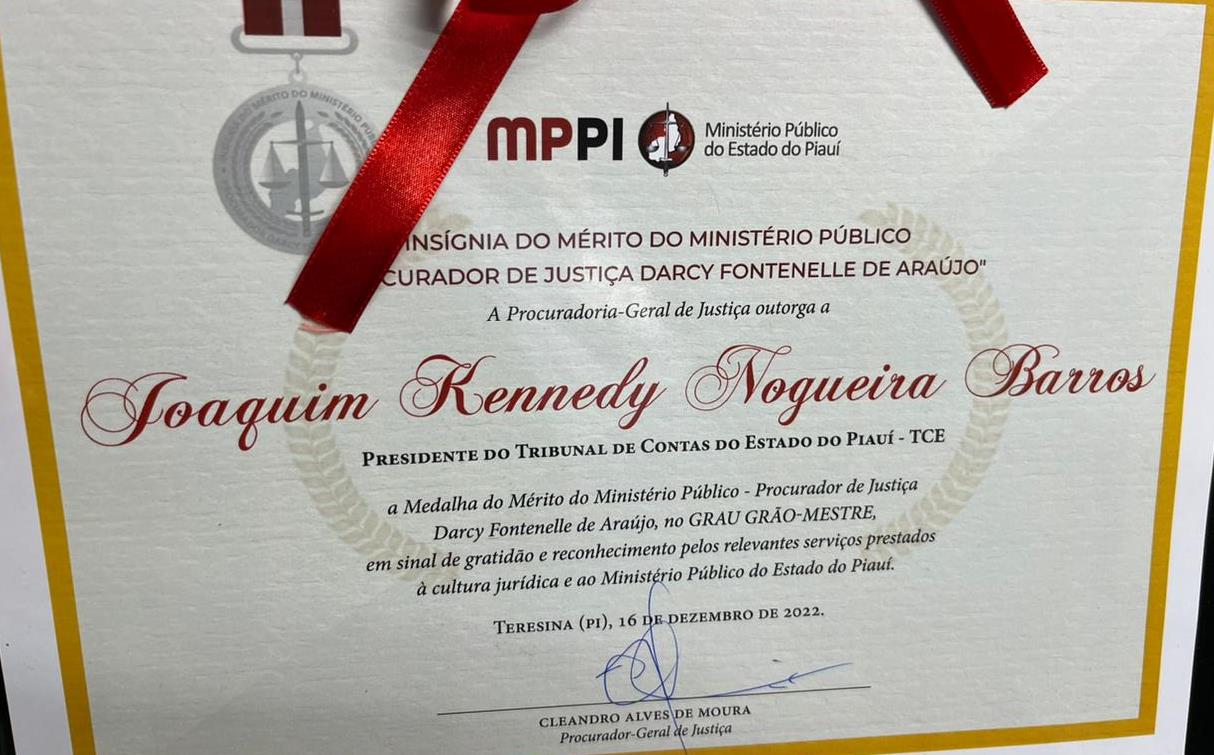 MPPI
Ministério Público
do Estado do Piauí
INSÍGNIA DO MÉRITO DO MINISTÉRIO PÚBLICO
CURADOR DE JUSTIÇA DARCY FONTENELLE DE ARAÚJO"
A Procuradoria-Geral de Justiça outorga a
Joaquim Kennedy Nogueira Barros
PRESIDENTE DO TRIBUNAL DE CONTAS DO ESTADO DO PIAUÍ - TCE
a Medalha do Mérito do Ministério Público - Procurador de Justiça
Darcy Fontenelle de Araújo, no GRAU GRÃO-MESTRE,
em sinal de gratidão e reconhecimento pelos relevantes serviços prestados
à cultura jurídica e ao Ministério Público do Estado do Piauí.
TERESINA (PI), 16 DE DEZEMBRO DE 2022.
CLEANDRO ALVES DE MOURA
Procurador-Geral de Justiça